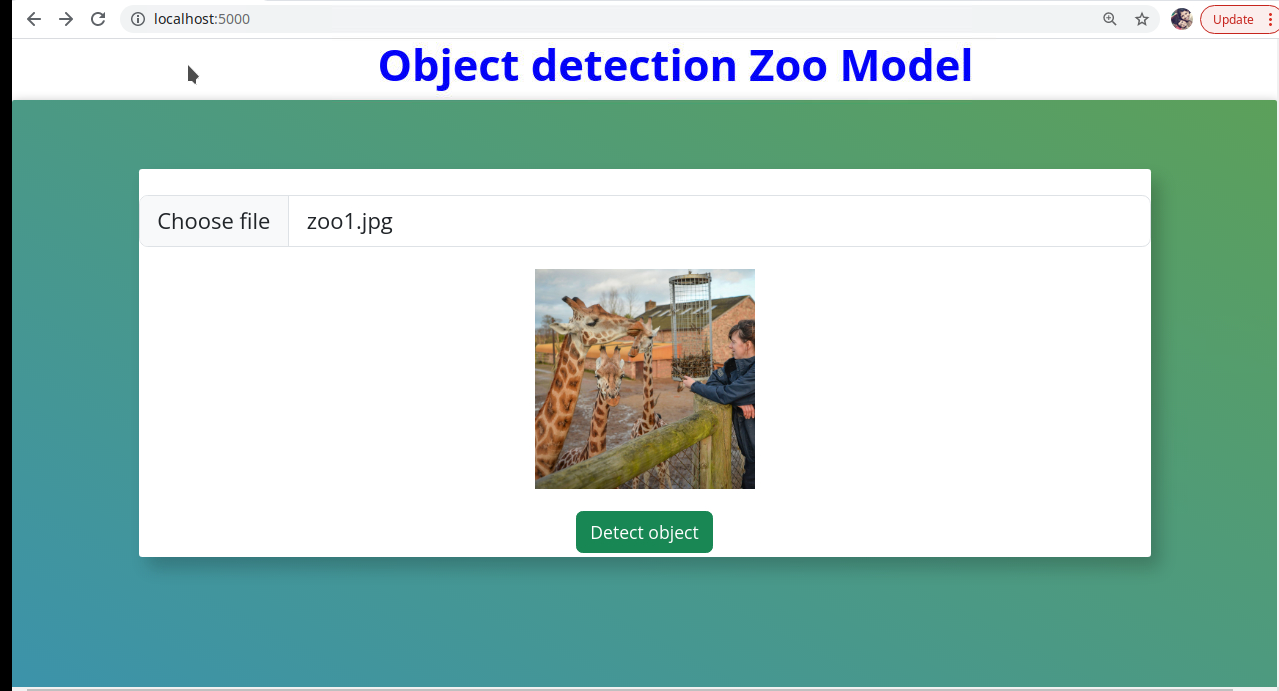 localhost:5000
Update
Object detection Zoo Model
Choose file zoo1.jpg
Detect object